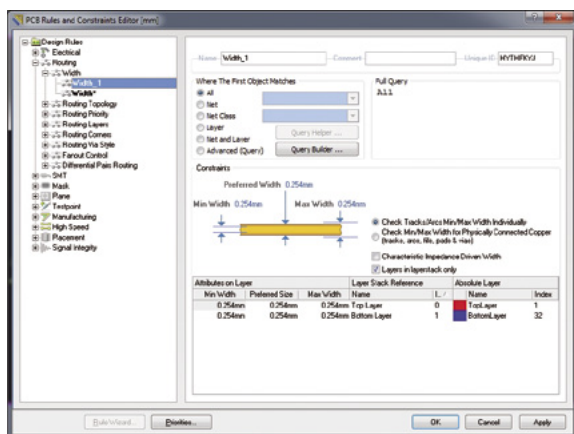 PCB Rules and Constraints Editor [mm]
Design Rules
Electrical
Routing
Width
Width_1
Width*
Routing Topology
Routing Priority
Routing Layers
Routing Corners
Routing Via Style
Fanout Control
Differential Pairs Routing
SMT
Mask
Plane
Testpoint
Manufacturing
High Speed
Placement
Signal Integrity
Name Width_1 Comment Unique ID HYTMFKYJ
Where The First Object Matches
All
Net
Net Class
Layer
Net and Layer
Advanced (Query)
Query Helper ...
Query Builder ...
Full Query
All
Constraints
Preferred Width 0.254mm
Min Width 0.254mm Max Width 0.254mm
Check Tracks/Arcs Min/Max Width Individually
Check Min/Max Width for Physically Connected Copper
(tracks, arcs, fills, pads & vias)
Characteristic Impedance Driven Width
Layers in layerstack only
Attributes on Layer Layer Stack Reference Absolute Layer
Min Width Preferred Size Max Width Name I.. / Name Index
0.254mm 0.254mm 0.254mm Top Layer 0 TopLayer 1
0.254mm 0.254mm 0.254mm Bottom Layer 1 BottomLayer 32
Rule Wizard... Priorities... OK Cancel Apply